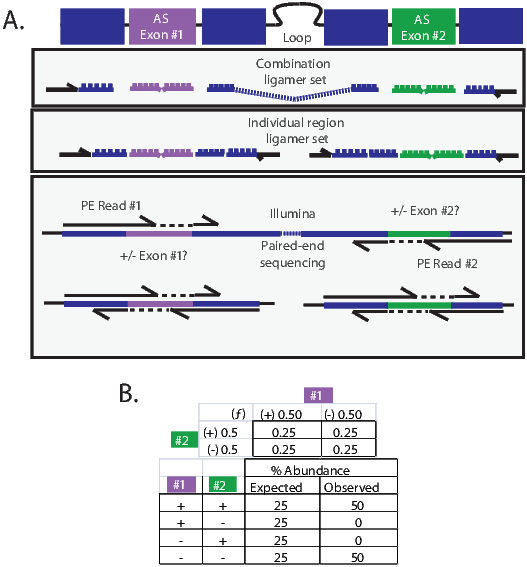 A.
AS
Exon #1
Loop
AS
Exon #2
Combination
ligamer set
Individual region
ligamer set
PE Read #1
Illumina
+/- Exon #2?
+/- Exon #1?
Paired-end
sequencing
PE Read #2
B.
#1
(f) (+) 0.50 (-) 0.50
#2
(+) 0.5 0.25 0.25
(-) 0.5 0.25 0.25
% Abundance
#1 #2 Expected Observed
+ + 25 50
+ - 25 0
- + 25 0
- - 25 50